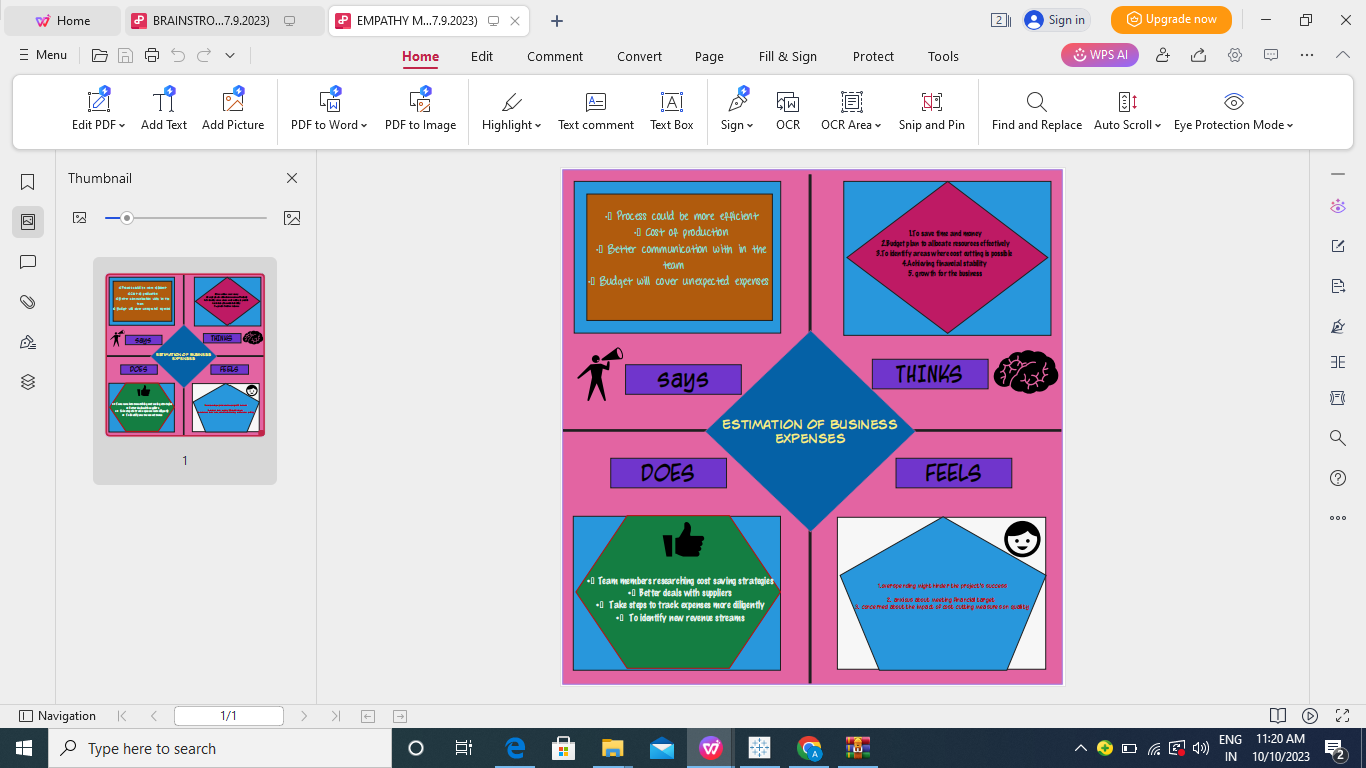 Home
BRAINSTRO...7.9.2023)
EMPATHY M...7.9.2023)
2
Sign in
Upgrade now
Menu
Home
Edit
Comment
Convert
Page
Fill & Sign
Protect
Tools
WPS AI
Edit PDF
Add Text
Add Picture
PDF to Word
PDF to Image
Highlight
Text comment
Text Box
Sign
OCR
OCR Area
Snip and Pin
Find and Replace
Auto Scroll
Eye Protection Mode
Thumbnail
1
Process could be more efficient
Cost of production
Better communication with in the
team
Budget will cover unexpected expenses
1.To save time and money
2.Budget plan to allocate resources effectively
3.To identify areas where cost cutting is possible
4.Achieving financial stability
5. growth for the business
says
THINKS
ESTIMATION OF BUSINESS
EXPENSES
DOES
FEELS
Team members researching cost saving strategies
Better deals with suppliers
Take steps to track expenses more diligently
To identify new revenue streams
1.overspending might hinder the project's success
2. anxious about meeting financial target
3. concerned about the impact of cost cutting measures on quality
Navigation
1/1
Type here to search
ENG
IN
11:20 AM
10/10/2023
2